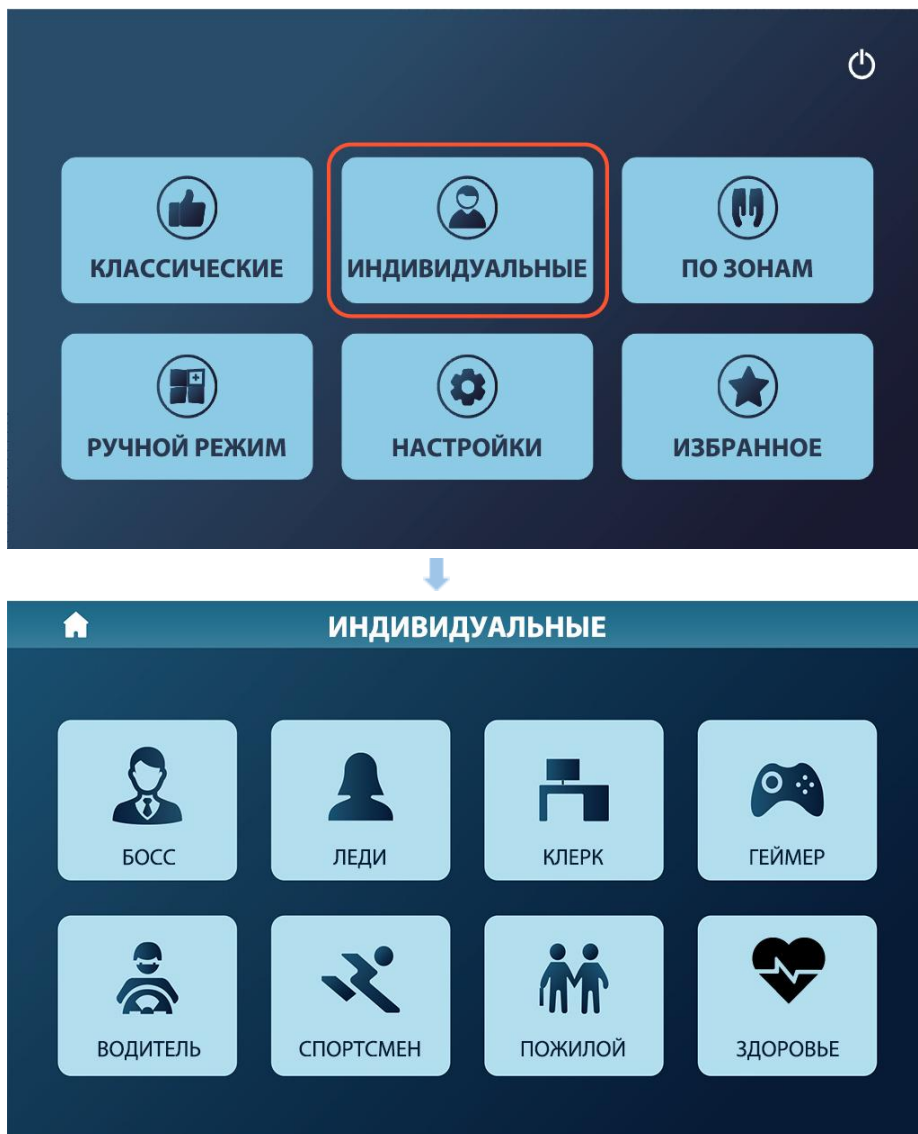 КЛАССИЧЕСКИЕ
ИНДИВИДУАЛЬНЫЕ
ПО ЗОНАМ
РУЧНОЙ РЕЖИМ
НАСТРОЙКИ
ИЗБРАННОЕ
ИНДИВИДУАЛЬНЫЕ
БОСС
ЛЕДИ
КЛЕРК
ГЕЙМЕР
ВОДИТЕЛЬ
СПОРТСМЕН
ПОЖИЛОЙ
ЗДОРОВЬЕ